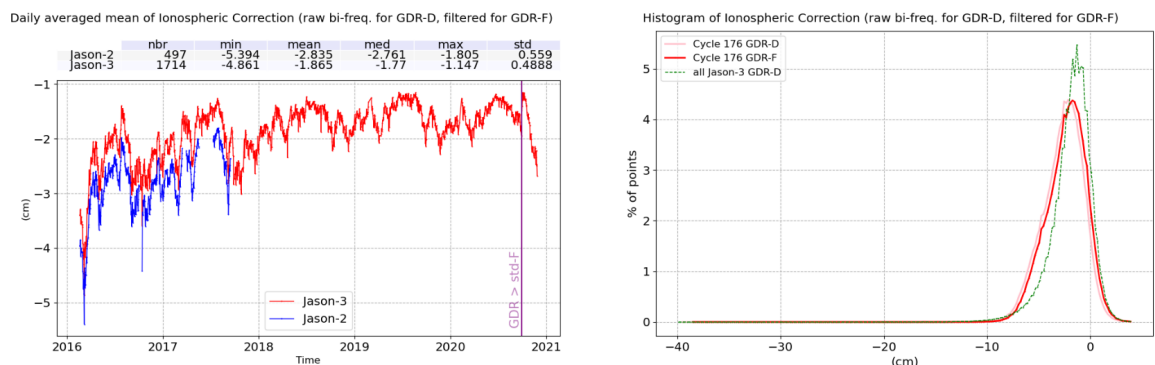 Daily averaged mean of Ionospheric Correction (raw bi-freq. for GDR-D, filtered for GDR-F)
nbr min mean med max std
Jason-2 497 -5.394 -2.835 -2.761 -1.805 0.559
Jason-3 1714 -4.861 -1.865 -1.77 -1.147 0.4888
−1
−2
−3
−4
−5
(cm)
GDR > std-F
Jason-3
Jason-2
2016 2017 2018 2019 2020 2021
Time
Histogram of Ionospheric Correction (raw bi-freq. for GDR-D, filtered for GDR-F)
Cycle 176 GDR-D
Cycle 176 GDR-F
all Jason-3 GDR-D
5
4
3
2
1
0
% of points
−40 −30 −20 −10 0
(cm)